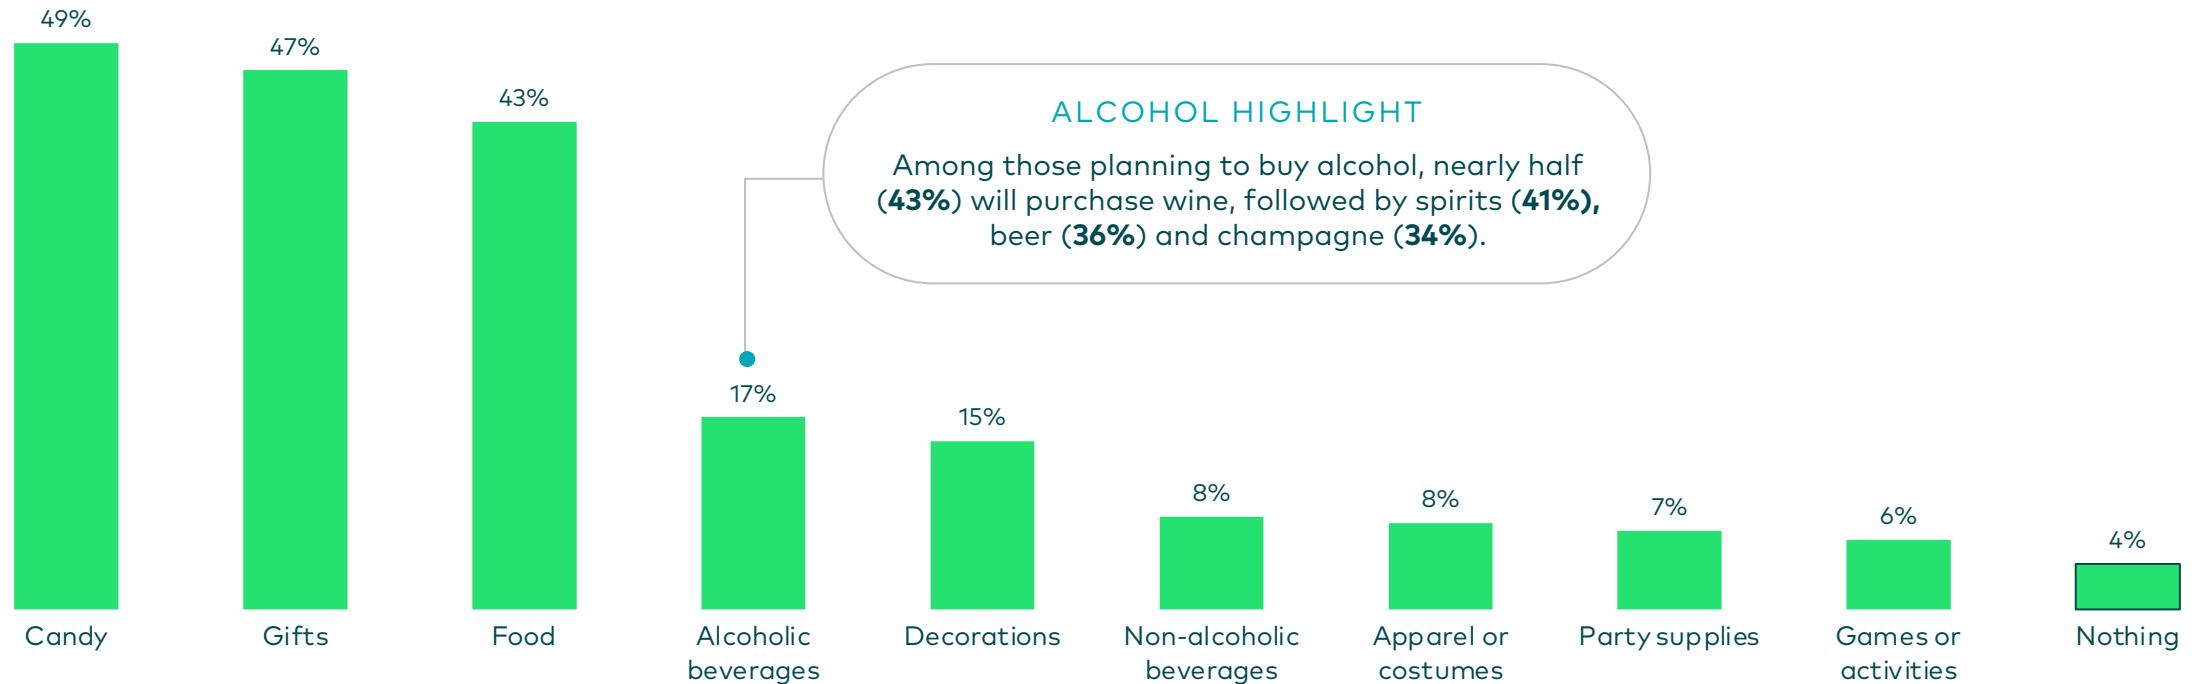 49%
47%
43%
ALCOHOL HIGHLIGHT
Among those planning to buy alcohol, nearly half
(43%) will purchase wine, followed by spirits (41%),
beer (36%) and champagne (34%).
17%
15%
8%
8%
7%
6%
4%
Candy
Gifts
Food
Alcoholic
beverages
Decorations
Non-alcoholic
beverages
Apparel or
costumes
Party supplies
Games or
activities
Nothing